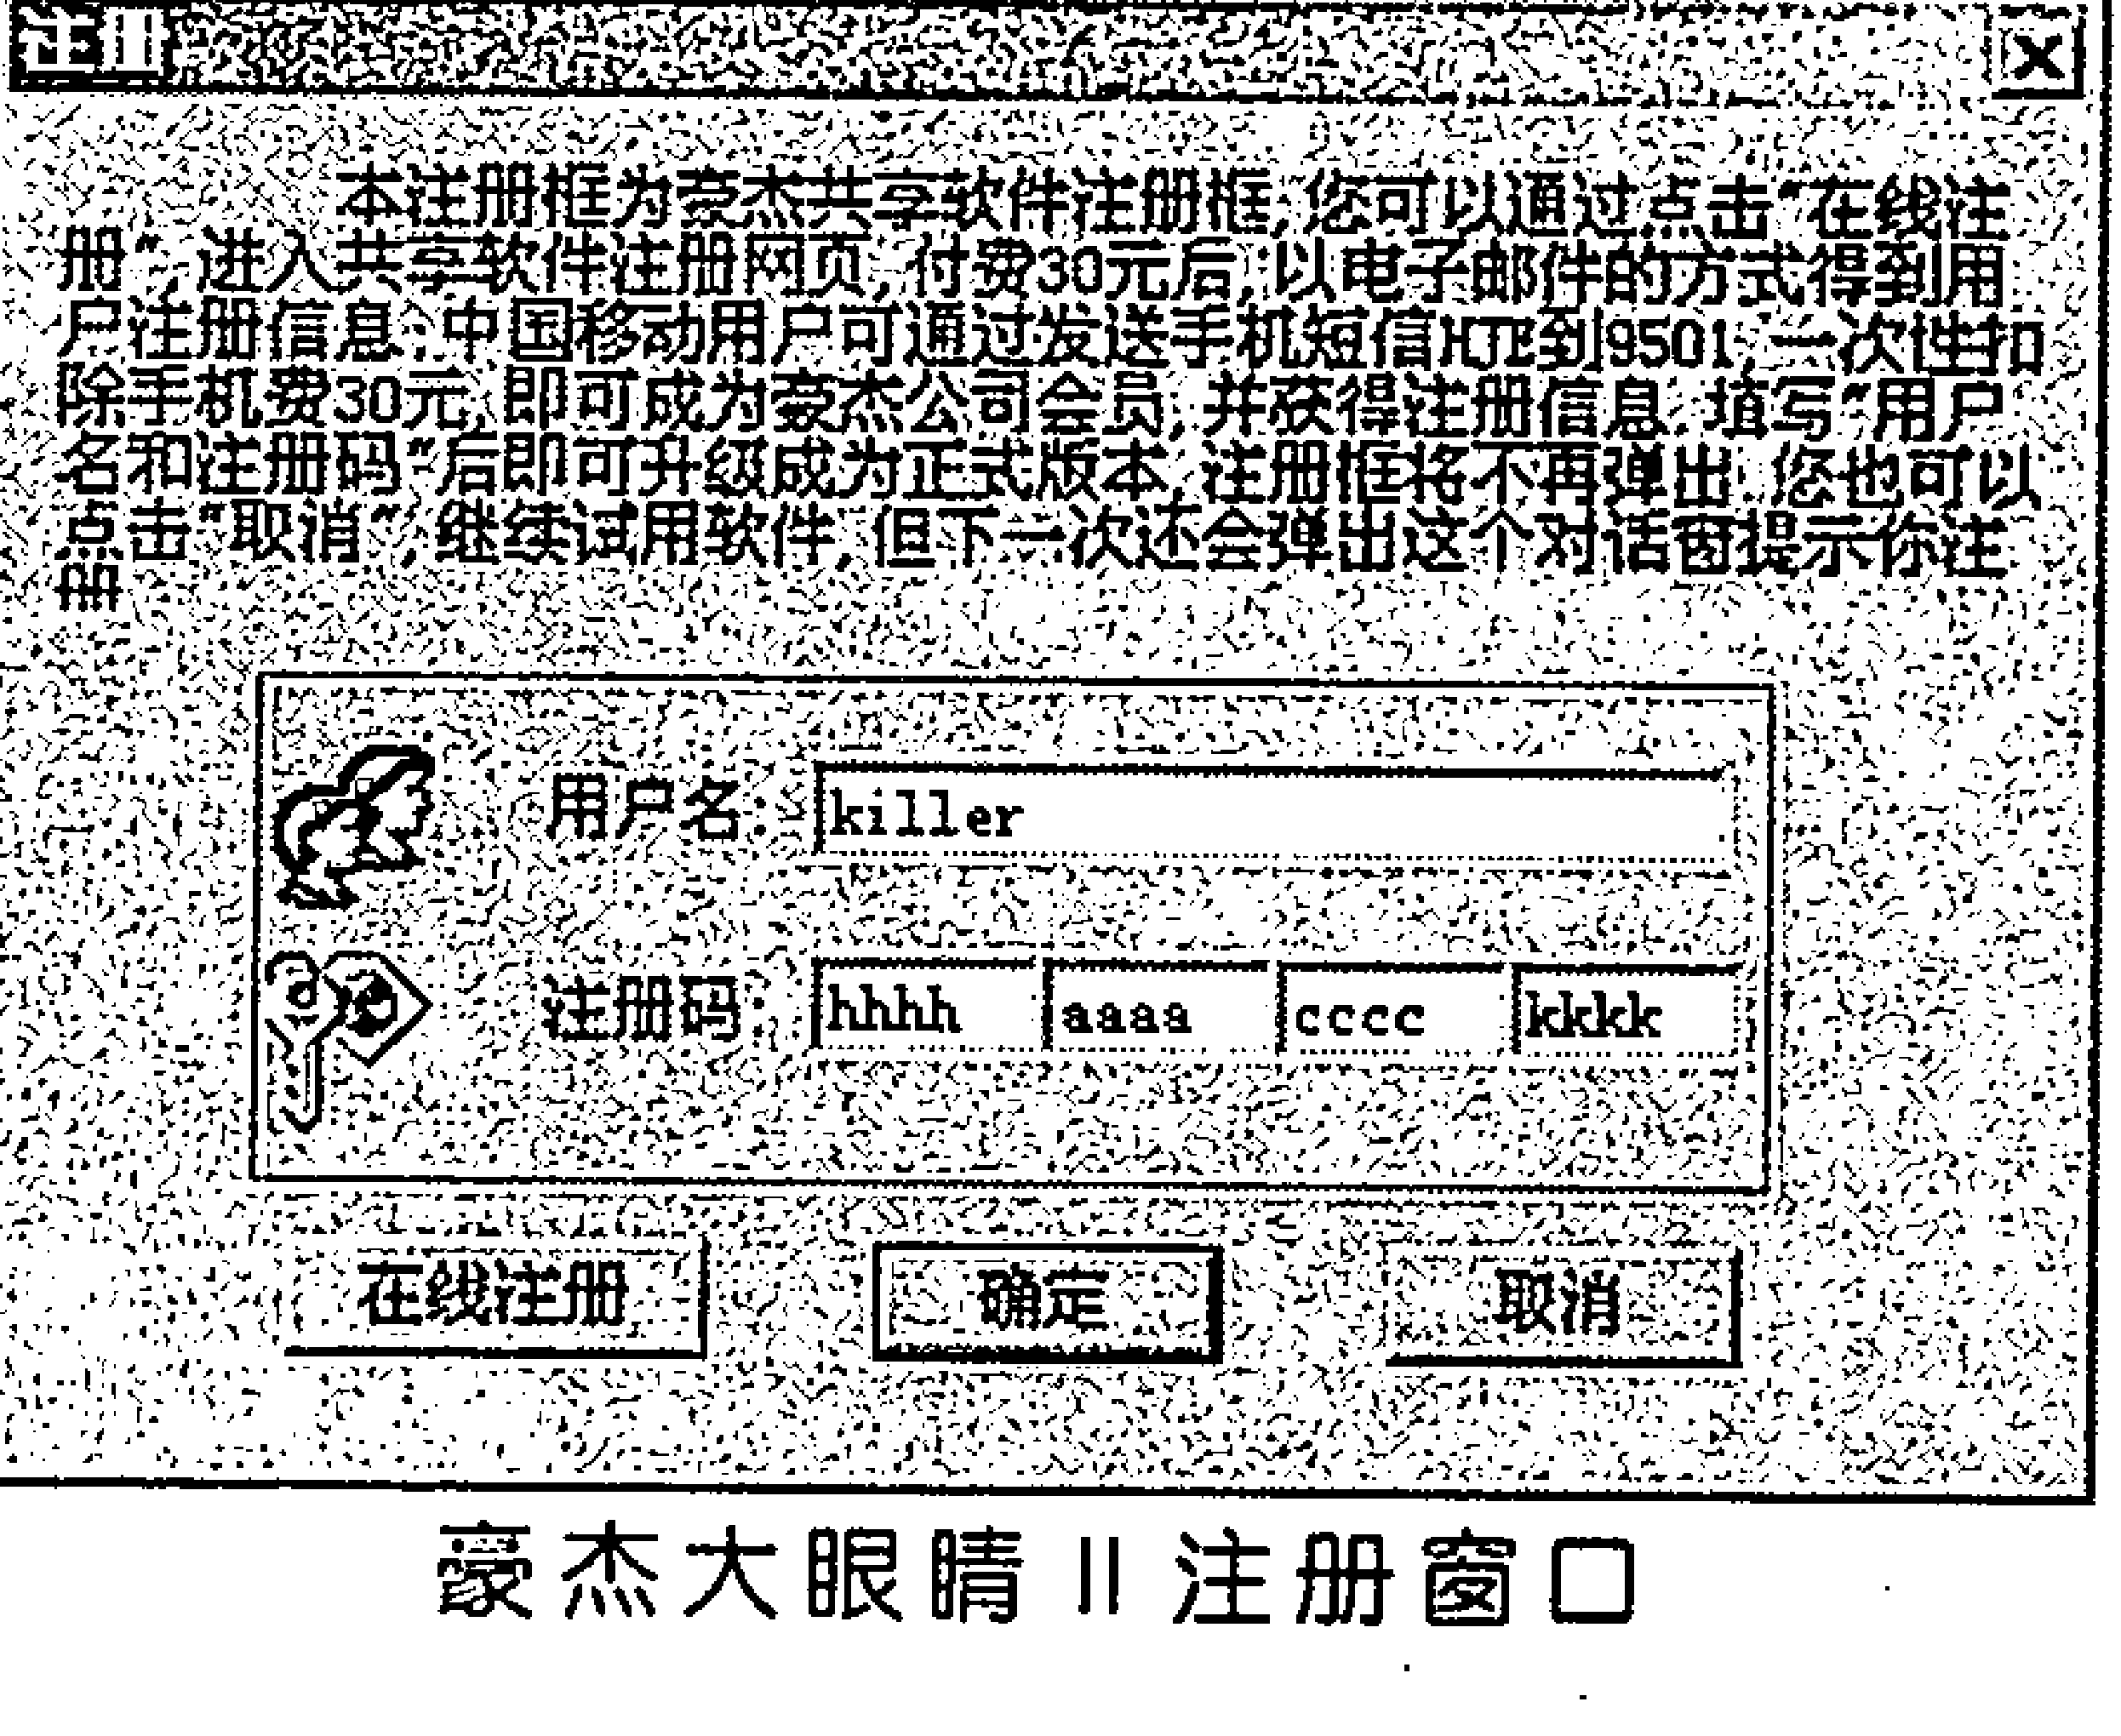 注册
本注册框为豪杰共享软件注册框,您可以通过点击"在线注
册",进入共享软件注册网页,付费30元后,以电子邮件的方式得到用
户注册信息.中国移动用户可通过发送手机短信 到9501,一次性扣
除手机费30元,即可成为豪杰公司会员,并获得注册信息.填写"用户
名和注册码"后即可升级成为正式版本,注册框将不再弹出.您也可以
点击"取消",继续试用软件,但下一次还会弹出这个对话窗提示你注
册
用户名: killer
注册码: hhhh aaaa cccc kkkk
在线注册 确定 取消
豪杰大眼睛 II 注册窗口